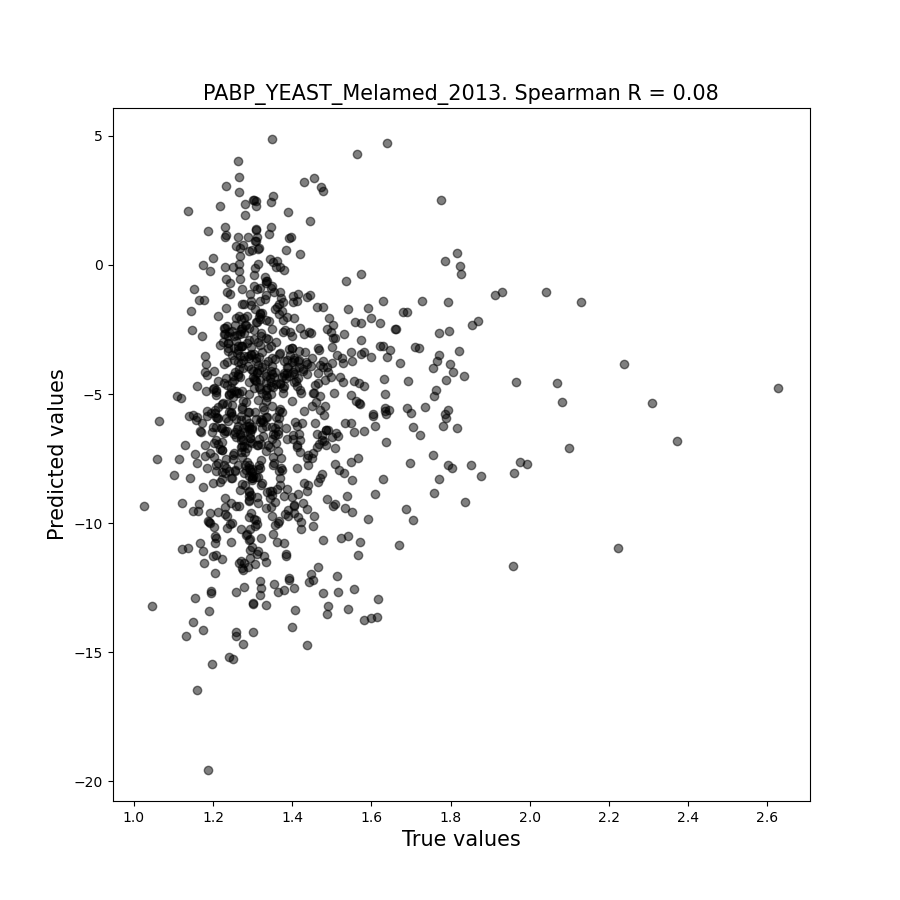 PABP_YEAST_Melamed_2013. Spearman R = 0.08
Predicted values
5
0
−5
−10
−15
−20
1.0 1.2 1.4 1.6 1.8 2.0 2.2 2.4 2.6
True values